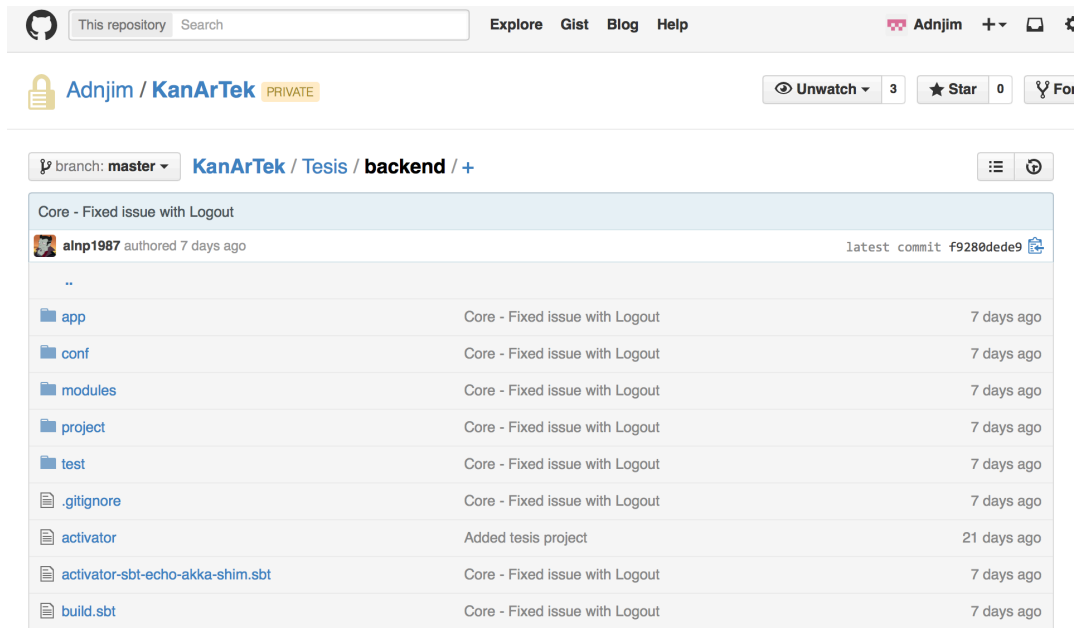 This repository Search Explore Gist Blog Help Adnjim
Adnjim / KanArTek PRIVATE Unwatch 3 Star 0
branch: master KanArTek / Tesis / backend / +
Core - Fixed issue with Logout
alnp1987 authored 7 days ago latest commit f9280dede9
..
app Core - Fixed issue with Logout 7 days ago
conf Core - Fixed issue with Logout 7 days ago
modules Core - Fixed issue with Logout 7 days ago
project Core - Fixed issue with Logout 7 days ago
test Core - Fixed issue with Logout 7 days ago
.gitignore Core - Fixed issue with Logout 7 days ago
activator Added tesis project 21 days ago
activator-sbt-echo-akka-shim.sbt Core - Fixed issue with Logout 7 days ago
build.sbt Core - Fixed issue with Logout 7 days ago